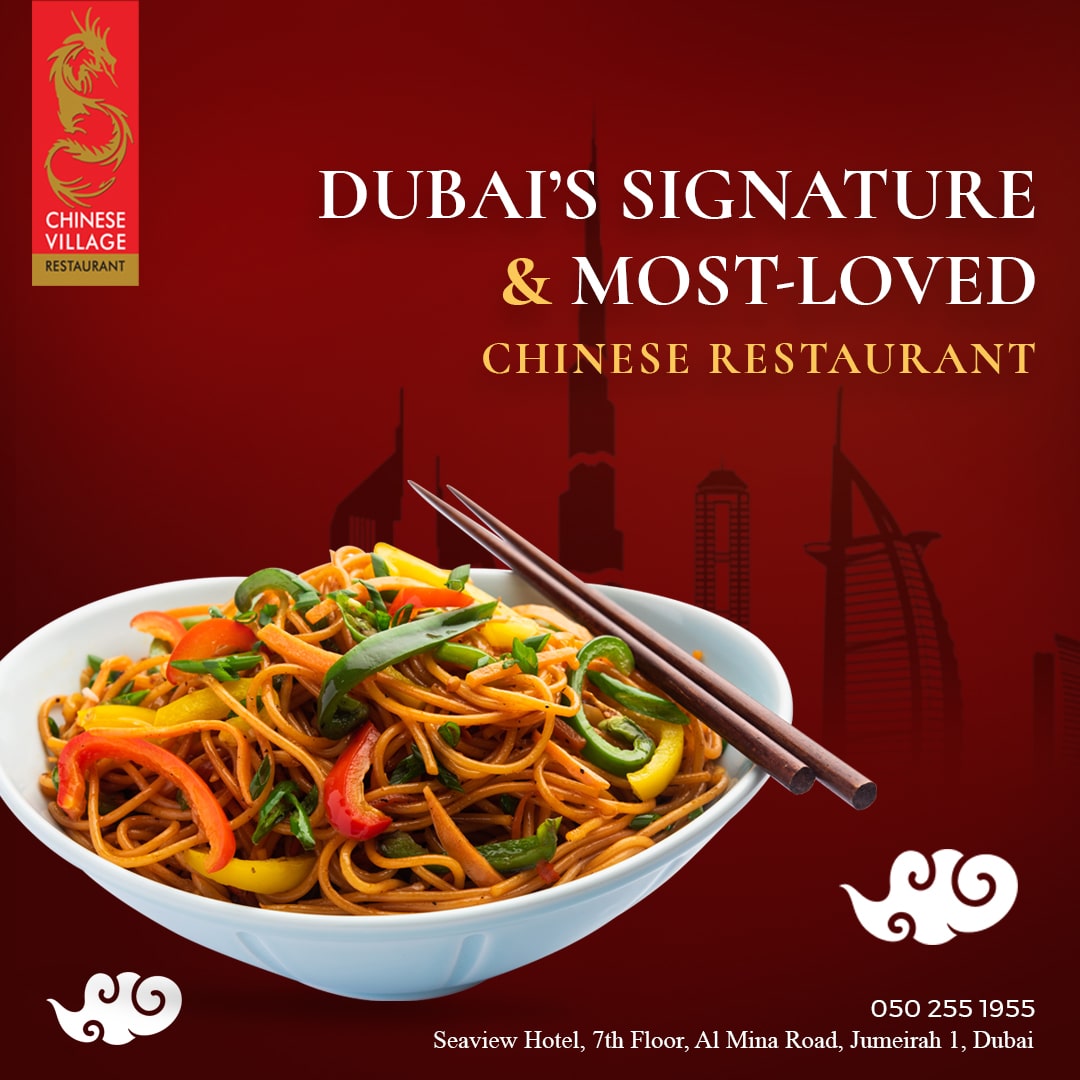 CHINESE
VILLAGE
RESTAURANT
DUBAI'S SIGNATURE
& MOST-LOVED
CHINESE RESTAURANT
050 255 1955
Seaview Hotel, 7th Floor, Al Mina Road, Jumeirah 1, Dubai